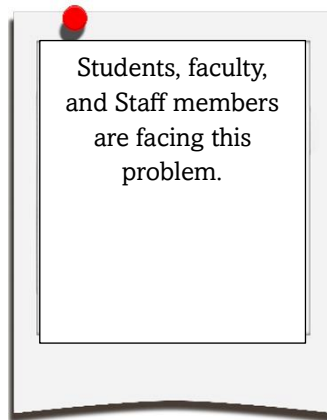 Students, faculty,
and Staff members
are facing this
problem.